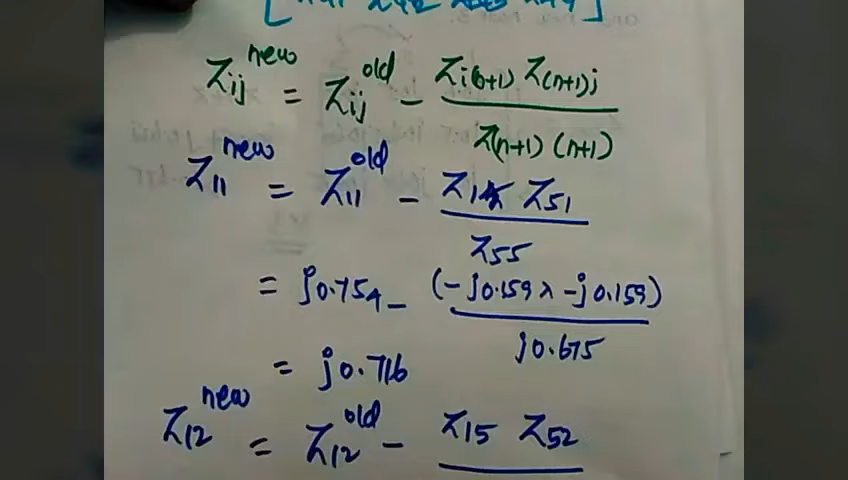 Zij^new = Zij^old - Zi(n+1) Z(n+1)j / Z(n+1)(n+1)
Z11^new = Z11^old - Z15 Z51 / Z55
= j0.754 - (-j0.159 x -j0.159) / j0.675
= j0.716
Z12^new = Z12^old - Z15 Z52